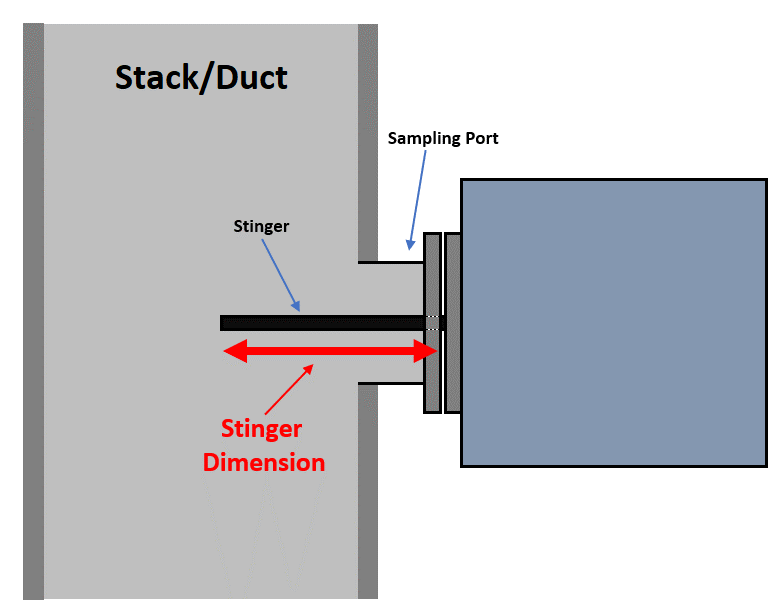 Stack/Duct
Sampling Port
Stinger
Stinger
Dimension